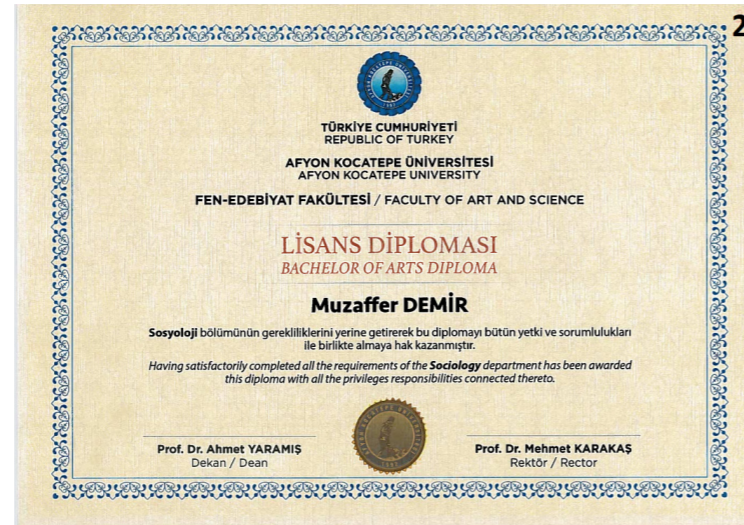 2
TÜRKİYE CUMHURİYETİ
REPUBLIC OF TURKEY
AFYON KOCATEPE ÜNİVERSİTESİ
AFYON KOCATEPE UNIVERSITY
FEN-EDEBİYAT FAKÜLTESİ / FACULTY OF ART AND SCIENCE
LİSANS DİPLOMASI
BACHELOR OF ARTS DIPLOMA
Muzaffer DEMİR
Sosyoloji bölümünün gerekliliklerini yerine getirerek bu diplomayı bütün yetki ve sorumlulukları
ile birlikte almaya hak kazanmıştır.
Having satisfactorily completed all the requirements of the Sociology department has been awarded
this diploma with all the privileges responsibilities connected thereto.
Prof. Dr. Ahmet YARAMIŞ
Dekan / Dean
Prof. Dr. Mehmet KARAKAŞ
Rektör / Rector